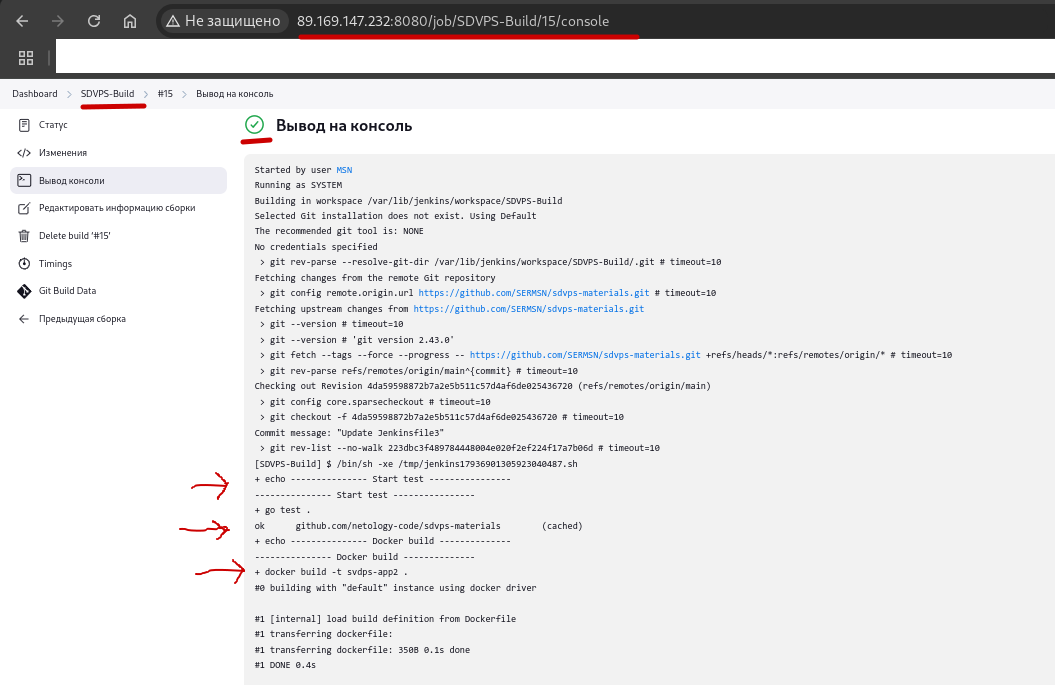 Не защищено 89.169.147.232:8080/job/SDVPS-Build/15/console
Dashboard > SDVPS-Build > #15 > Вывод на консоль
Статус
Изменения
Вывод консоли
Редактировать информацию сборки
Delete build ‘#15’
Timings
Git Build Data
Предыдущая сборка
Вывод на консоль
Started by user MSN
Running as SYSTEM
Building in workspace /var/lib/jenkins/workspace/SDVPS-Build
Selected Git installation does not exist. Using Default
The recommended git tool is: NONE
No credentials specified
 > git rev-parse --resolve-git-dir /var/lib/jenkins/workspace/SDVPS-Build/.git # timeout=10
Fetching changes from the remote Git repository
 > git config remote.origin.url https://github.com/SERMSN/sdvps-materials.git # timeout=10
Fetching upstream changes from https://github.com/SERMSN/sdvps-materials.git
 > git --version # timeout=10
 > git --version # 'git version 2.43.0'
 > git fetch --tags --force --progress -- https://github.com/SERMSN/sdvps-materials.git +refs/heads/*:refs/remotes/origin/* # timeout=10
 > git rev-parse refs/remotes/origin/main^{commit} # timeout=10
Checking out Revision 4da59598872b7a2e5b511c57d4af6de025436720 (refs/remotes/origin/main)
 > git config core.sparsecheckout # timeout=10
 > git checkout -f 4da59598872b7a2e5b511c57d4af6de025436720 # timeout=10
Commit message: "Update Jenkinsfile3"
 > git rev-list --no-walk 223dbc3f489784448004e020f2ef224f17a7b06d # timeout=10
[SDVPS-Build] $ /bin/sh -xe /tmp/jenkins17936901305923040487.sh
+ echo --------------- Start test ----------------
--------------- Start test ----------------
+ go test .
ok      github.com/netology-code/sdvps-materials        (cached)
+ echo --------------- Docker build --------------
--------------- Docker build --------------
+ docker build -t svdps-app2 .
#0 building with "default" instance using docker driver
#1 [internal] load build definition from Dockerfile
#1 transferring dockerfile:
#1 transferring dockerfile: 350B 0.1s done
#1 DONE 0.4s